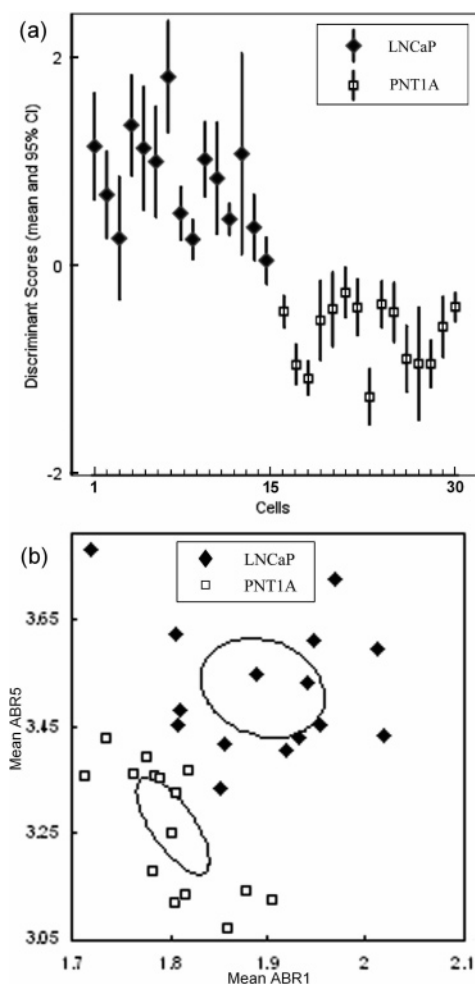 (a)
2
LNCaP
PNT1A
0
-2
Discriminant Scores (mean and 95% CI)
1
15
30
Cells
(b)
LNCaP
PNT1A
3.65
3.45
3.25
3.05
Mean ABR5
1.7
1.8
1.9
2
2.1
Mean ABR1